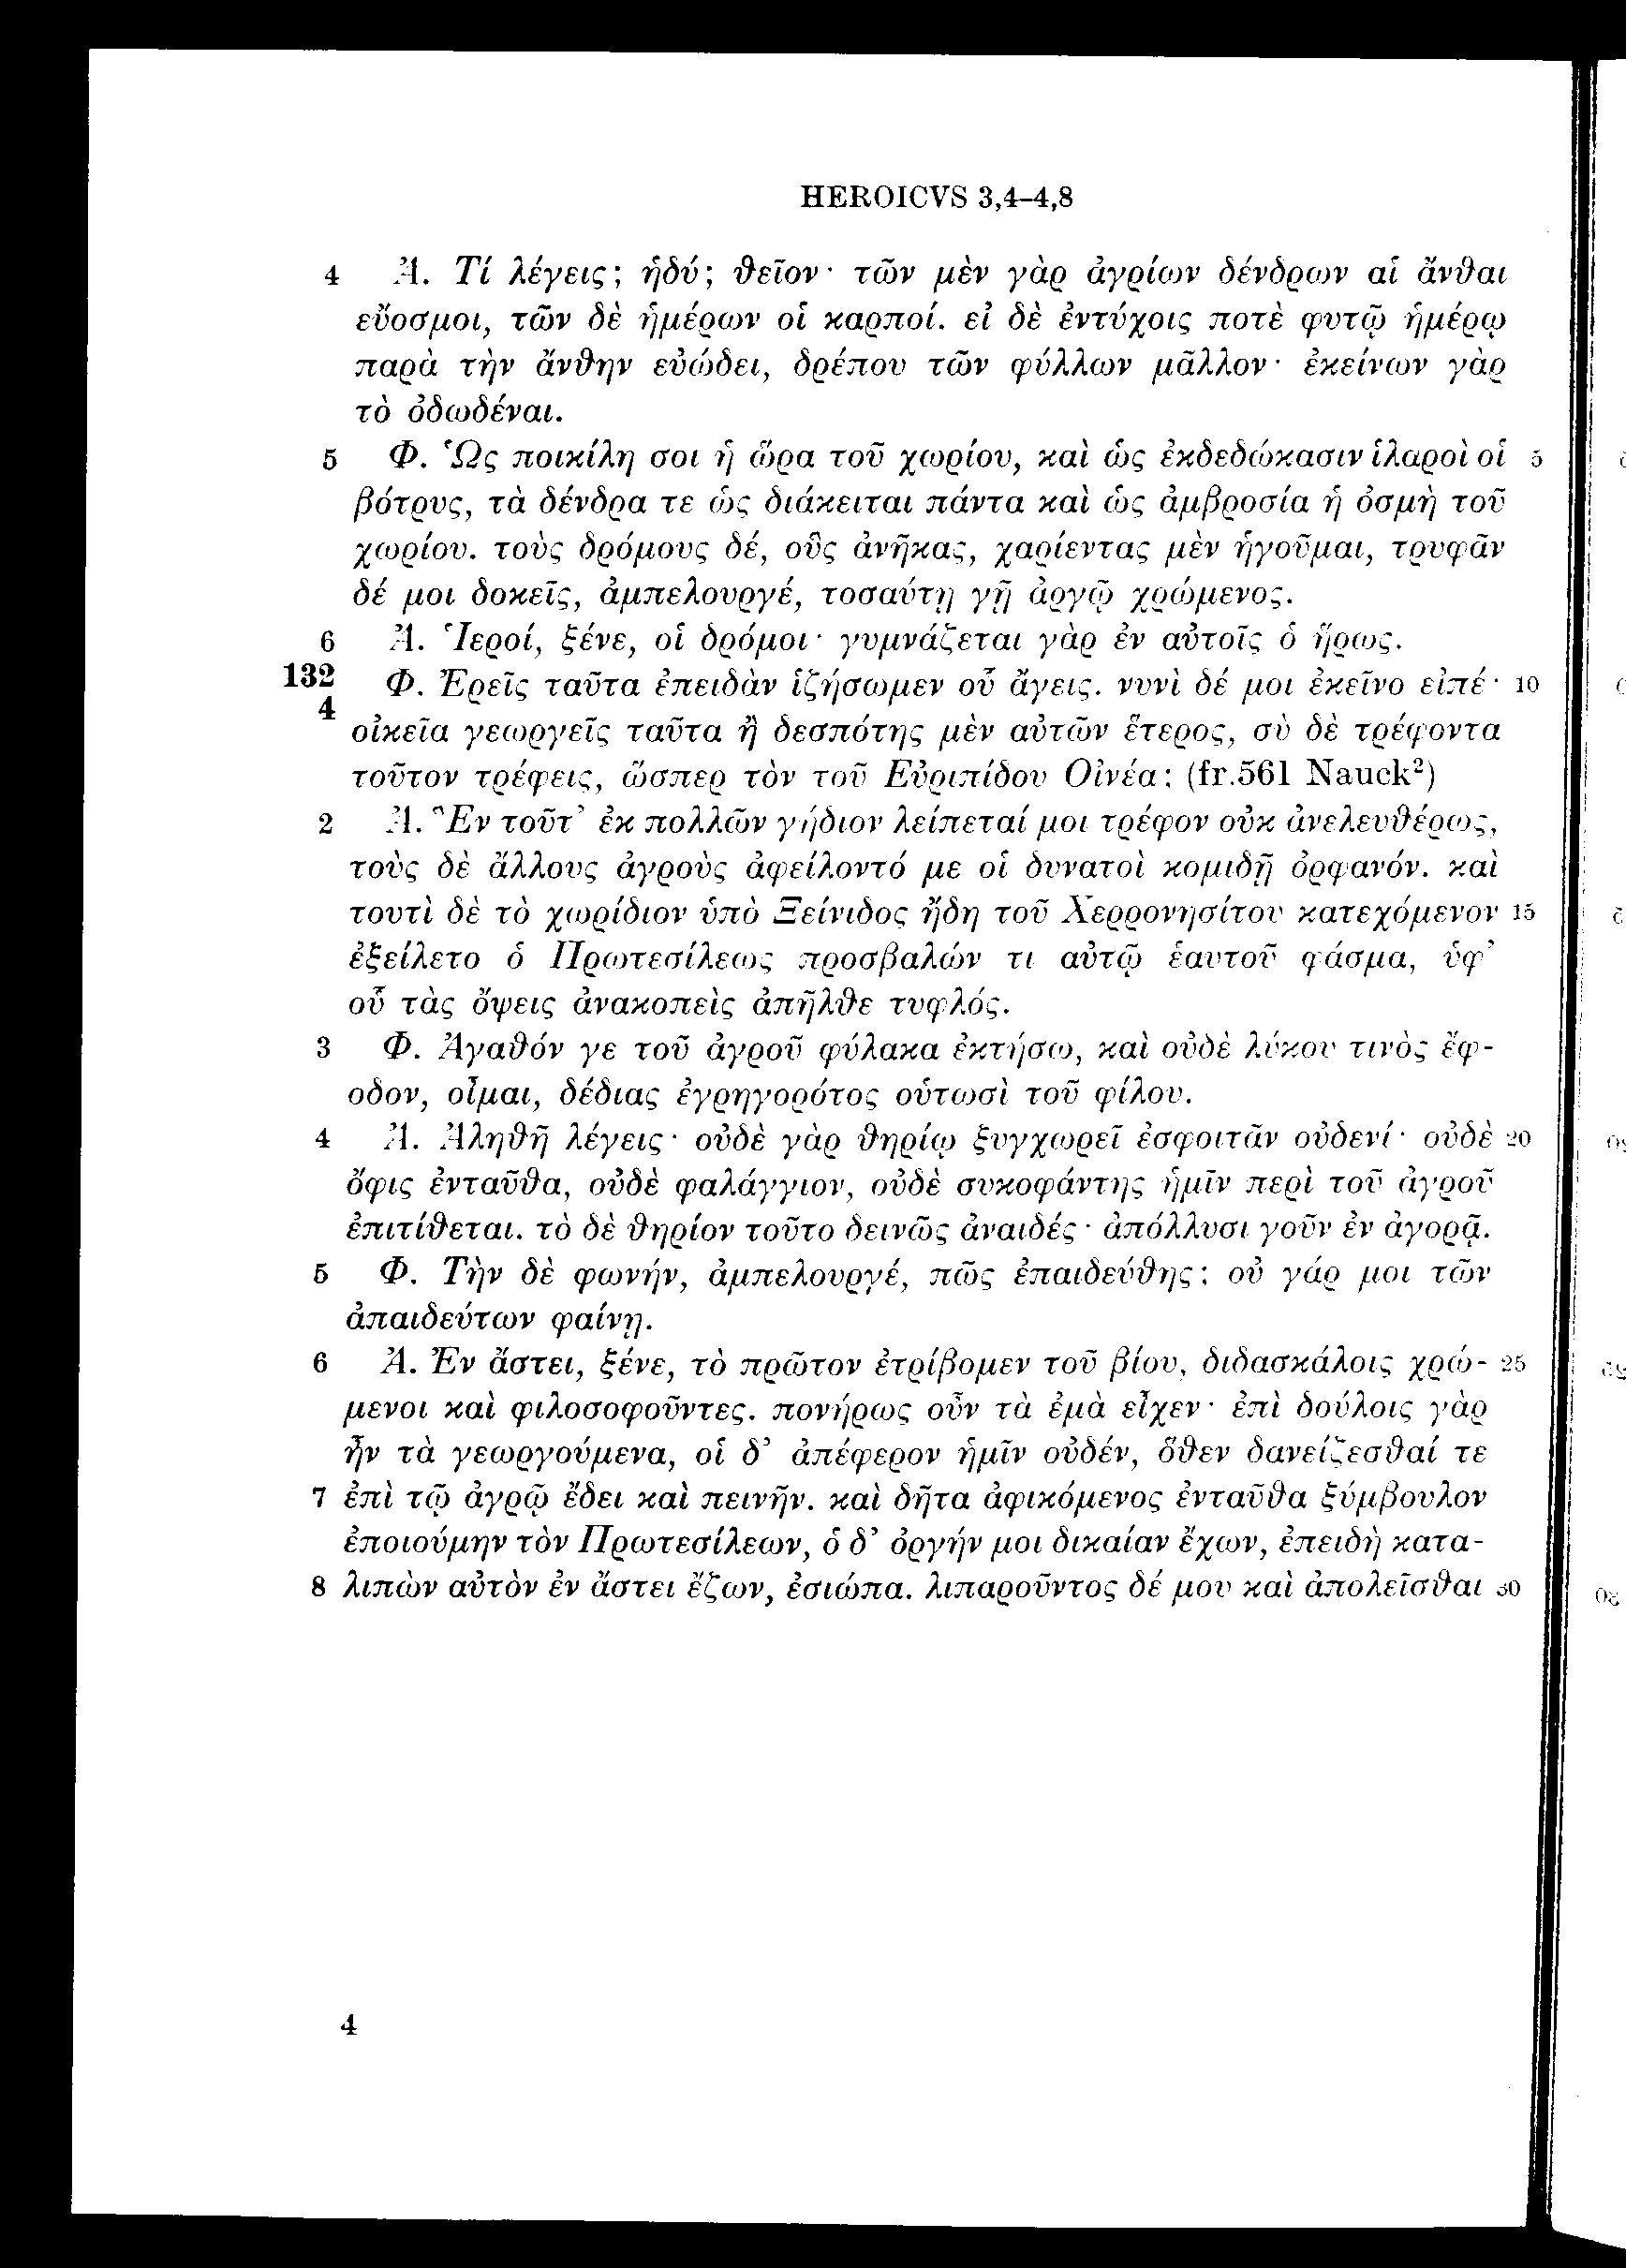 HEROICVS 3,4–4,8
4 Ἀ. Τί λέγεις; ἡδύ; θεῖον· τῶν μὲν γὰρ ἀγρίων δένδρων αἱ ἄνθαι
εὔοσμοι, τῶν δὲ ἡμέρων οἱ καρποί. εἰ δὲ ἐντύχοις ποτὲ φυτῷ ἡμέρῳ
παρὰ τὴν ἄνθην εὐώδει, δρέπου τῶν φύλλων μᾶλλον· ἐκείνων γὰρ
τὸ ὀδωδέναι.
5 Φ. Ὡς ποικίλη σοι ἡ ὥρα τοῦ χωρίου, καὶ ὡς ἐκδεδώκασιν ἱλαροὶ οἱ 5
βότρυς, τὰ δένδρα τε ὡς διάκειται πάντα καὶ ὡς ἀμβροσία ἡ ὀσμὴ τοῦ
χωρίου. τοὺς δρόμους δέ, οὓς ἀνῆκας, χαρίεντας μὲν ἡγοῦμαι, τρυφᾶν
δέ μοι δοκεῖς, ἀμπελουργέ, τοσαύτῃ γῇ ἀργῷ χρώμενος.
6 Ἀ. Ἱεροί, ξένε, οἱ δρόμοι· γυμνάζεται γὰρ ἐν αὐτοῖς ὁ ἥρως.
132 4 Φ. Ἐρεῖς ταῦτα ἐπειδὰν ἱζήσωμεν οὗ ἄγεις. νυνὶ δέ μοι ἐκεῖνο εἰπέ· 10
οἰκεῖα γεωργεῖς ταῦτα ἢ δεσπότης μὲν αὐτῶν ἕτερος, σὺ δὲ τρέφοντα
τοῦτον τρέφεις, ὥσπερ τὸν τοῦ Εὐριπίδου Οἰνέα; (fr.561 Nauck²)
2 Ἀ. Ἓν τοῦτ’ ἐκ πολλῶν γήδιον λείπεταί μοι τρέφον οὐκ ἀνελευθέρως,
τοὺς δὲ ἄλλους ἀγροὺς ἀφείλοντό με οἱ δυνατοὶ κομιδῇ ὀρφανόν. καὶ
τουτὶ δὲ τὸ χωρίδιον ὑπὸ Ξείνιδος ἤδη τοῦ Χερρονησίτου κατεχόμενον 15
ἐξείλετο ὁ Πρωτεσίλεως προσβαλών τι αὐτῷ ἑαυτοῦ φάσμα, ὑφ’
οὗ τὰς ὄψεις ἀνακοπεὶς ἀπῆλθε τυφλός.
3 Φ. Ἀγαθόν γε τοῦ ἀγροῦ φύλακα ἐκτήσω, καὶ οὐδὲ λύκου τινὸς ἔφ-
οδον, οἶμαι, δέδιας ἐγρηγορότος οὑτωσὶ τοῦ φίλου.
4 Ἀ. Ἀληθῆ λέγεις· οὐδὲ γὰρ θηρίῳ ξυγχωρεῖ ἐσφοιτᾶν οὐδενί· οὐδὲ 20
ὄφις ἐνταῦθα, οὐδὲ φαλάγγιον, οὐδὲ συκοφάντης ἡμῖν περὶ τοῦ ἀγροῦ
ἐπιτίθεται. τὸ δὲ θηρίον τοῦτο δεινῶς ἀναιδές· ἀπόλλυσι γοῦν ἐν ἀγορᾷ.
5 Φ. Τὴν δὲ φωνήν, ἀμπελουργέ, πῶς ἐπαιδεύθης; οὐ γάρ μοι τῶν
ἀπαιδεύτων φαίνῃ.
6 Ἀ. Ἐν ἄστει, ξένε, τὸ πρῶτον ἐτρίβομεν τοῦ βίου, διδασκάλοις χρώ- 25
μενοι καὶ φιλοσοφοῦντες. πονήρως οὖν τὰ ἐμὰ εἶχεν· ἐπὶ δούλοις γὰρ
ἦν τὰ γεωργούμενα, οἱ δ’ ἀπέφερον ἡμῖν οὐδέν, ὅθεν δανείζεσθαί τε
7 ἐπὶ τῷ ἀγρῷ ἔδει καὶ πεινῆν. καὶ δῆτα ἀφικόμενος ἐνταῦθα ξύμβουλον
ἐποιούμην τὸν Πρωτεσίλεων, ὁ δ’ ὀργήν μοι δικαίαν ἔχων, ἐπειδὴ κατα-
8 λιπὼν αὐτὸν ἐν ἄστει ἔζων, ἐσιώπα. λιπαροῦντος δέ μου καὶ ἀπολεῖσθαι 30
4